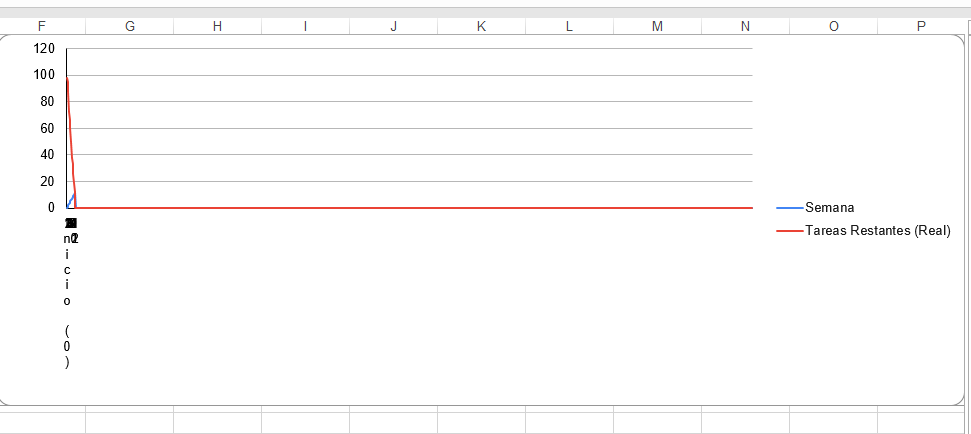 F G H I J K L M N O P
120
100
80
60
40
20
0
Semana
Tareas Restantes (Real)
n
i
c
i
o
(
0
)